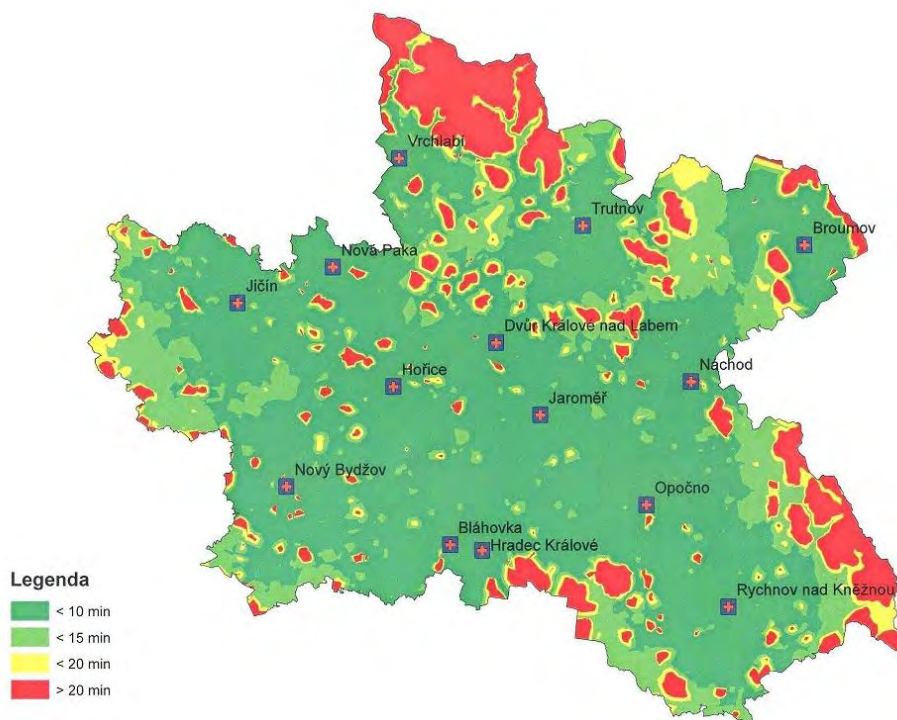 Vrchlabí
Trutnov
Broumov
Nová Paka
Jičín
Dvůr Králové nad Labem
Hořice
Náchod
Jaroměř
Nový Bydžov
Opočno
Bláhovka
Hradec Králové
Rychnov nad Kněžnou
Legenda
< 10 min
< 15 min
< 20 min
> 20 min